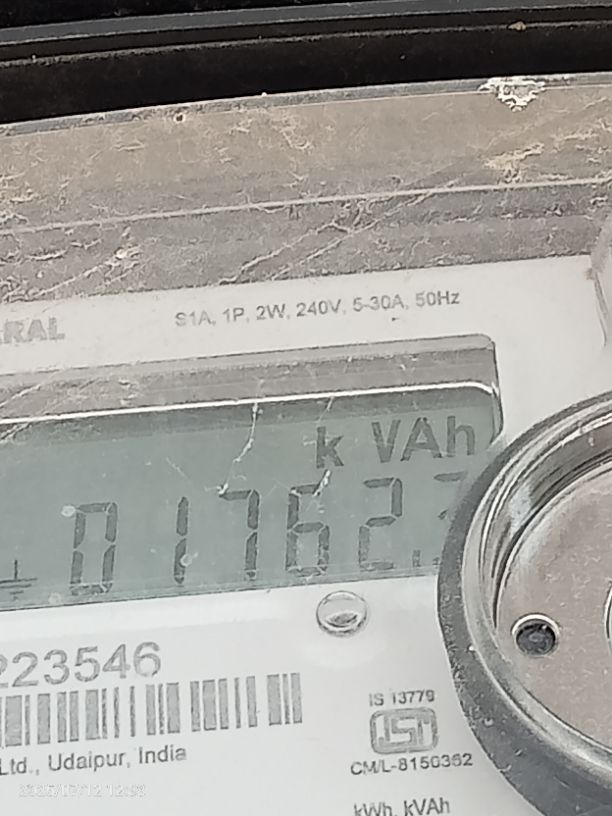 S1A, 1P, 2W, 240V, 5-30A, 50Hz
k VAh
01762.
223546
Ltd., Udaipur, India
IS 13779
ISI
CM/L-8150362
kWh, kVAh